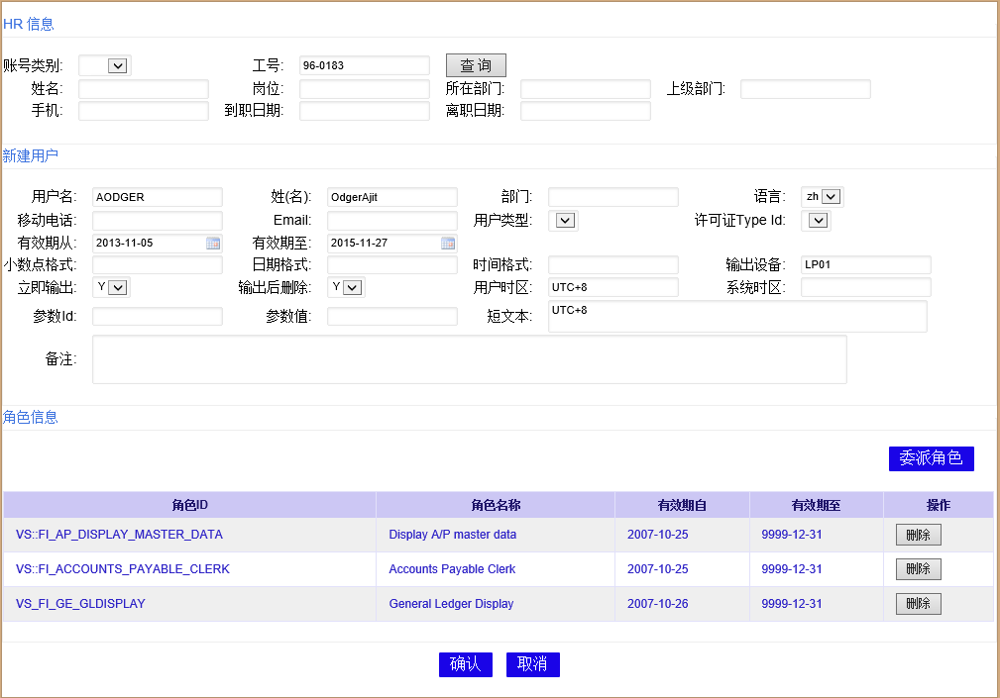 HR 信息
账号类别: 工号: 96-0183 查 询
姓名: 岗位: 所在部门: 上级部门:
手机: 到职日期: 离职日期:
新建用户
用户名: AODGER 姓(名): OdgerAjit 部门: 语言: zh
移动电话: Email: 用户类型: 许可证Type Id:
有效期从: 2013-11-05 有效期至: 2015-11-27
小数点格式: 日期格式: 时间格式: 输出设备: LP01
立即输出: Y 输出后删除: Y 用户时区: UTC+8 系统时区:
参数Id: 参数值: 短文本: UTC+8
备注:
角色信息
委派角色
角色ID 角色名称 有效期自 有效期至 操作
VS::FI_AP_DISPLAY_MASTER_DATA Display A/P master data 2007-10-25 9999-12-31 删除
VS::FI_ACCOUNTS_PAYABLE_CLERK Accounts Payable Clerk 2007-10-25 9999-12-31 删除
VS_FI_GE_GLDISPLAY General Ledger Display 2007-10-26 9999-12-31 删除
确认 取消